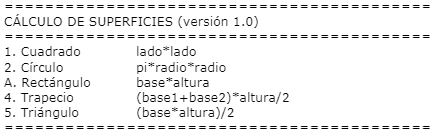 ==========================================
CÁLCULO DE SUPERFICIES (versión 1.0)
==========================================
1. Cuadrado lado*lado
2. Círculo pi*radio*radio
A. Rectángulo base*altura
4. Trapecio (base1+base2)*altura/2
5. Triángulo (base*altura)/2
==========================================